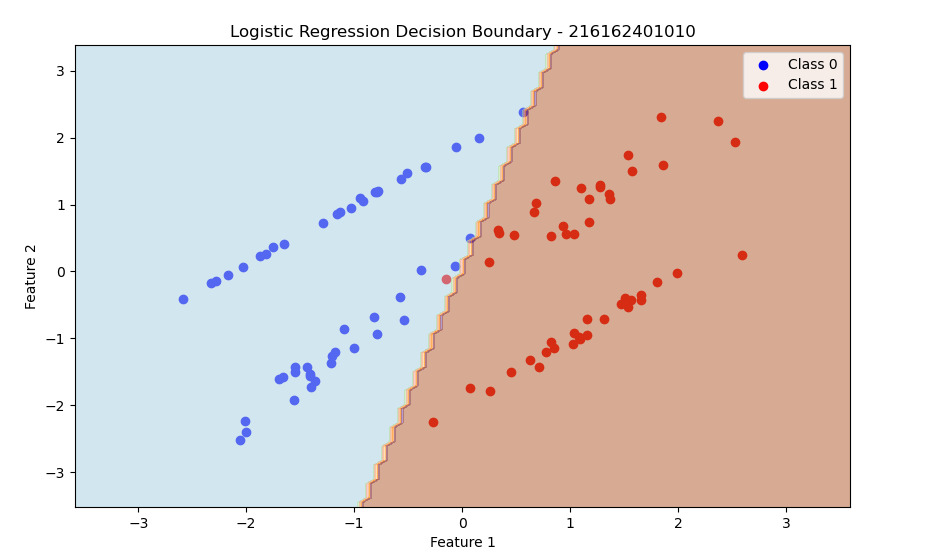 Logistic Regression Decision Boundary - 216162401010
Class 0
Class 1
3
2
1
0
−1
−2
−3
Feature 2
−3
−2
−1
0
1
2
3
Feature 1